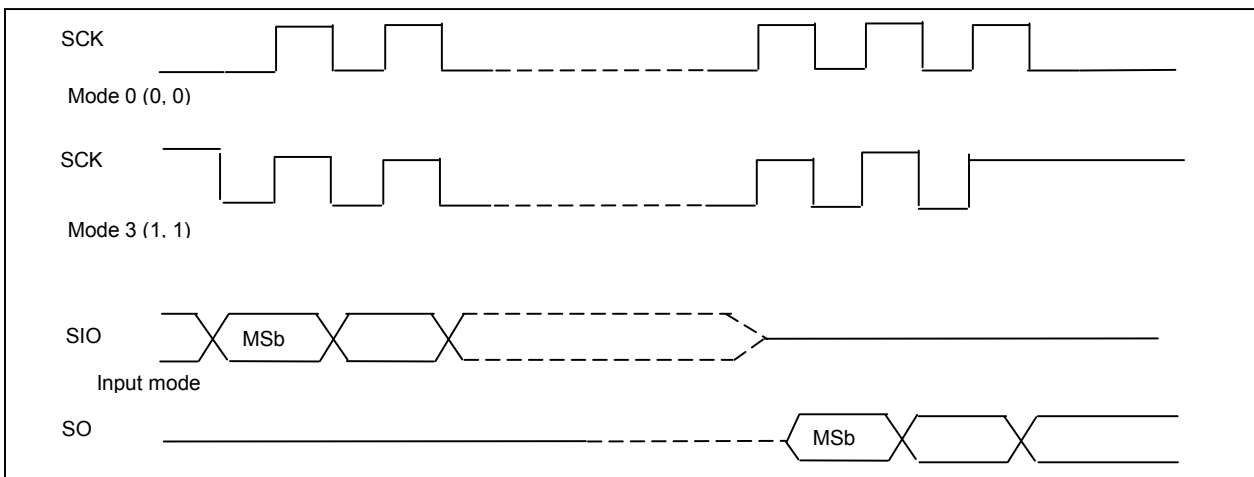 SCK
Mode 0 (0, 0)
SCK
Mode 3 (1, 1)
SIO
MSb
Input mode
SO
MSb